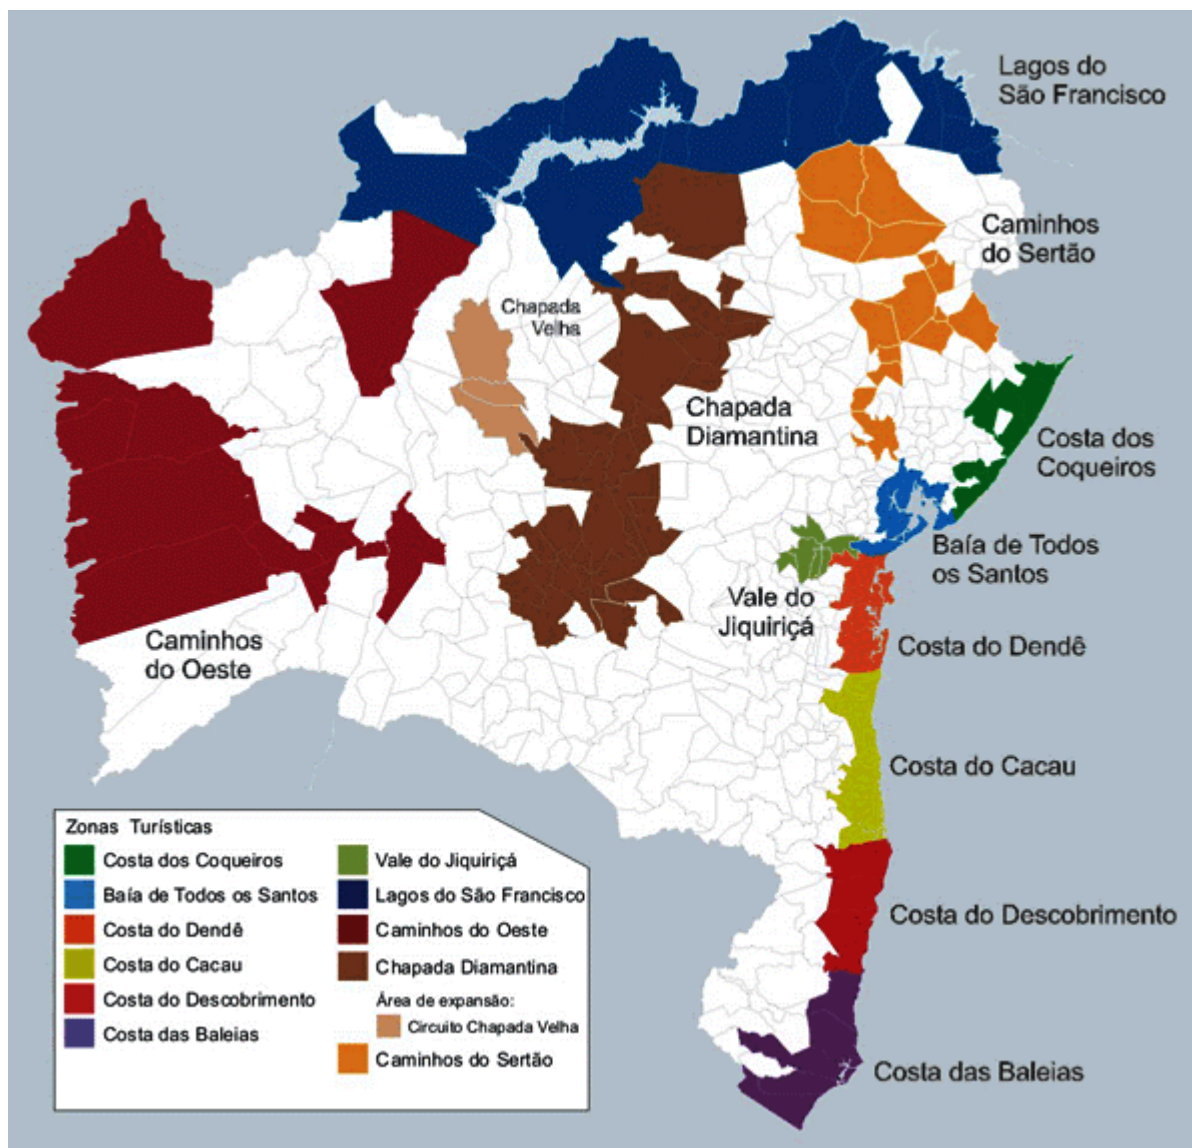 Lagos do
São Francisco
Caminhos
do Sertão
Chapada
Velha
Chapada
Diamantina
Costa dos
Coqueiros
Baía de Todos
os Santos
Vale do
Jiquiriçá
Caminhos
do Oeste
Costa do Dendê
Costa do Cacau
Costa do Descobrimento
Costa das Baleias
Zonas Turísticas
Costa dos Coqueiros
Baía de Todos os Santos
Costa do Dendê
Costa do Cacau
Costa do Descobrimento
Costa das Baleias
Vale do Jiquiriçá
Lagos do São Francisco
Caminhos do Oeste
Chapada Diamantina
Área de expansão:
Circuito Chapada Velha
Caminhos do Sertão